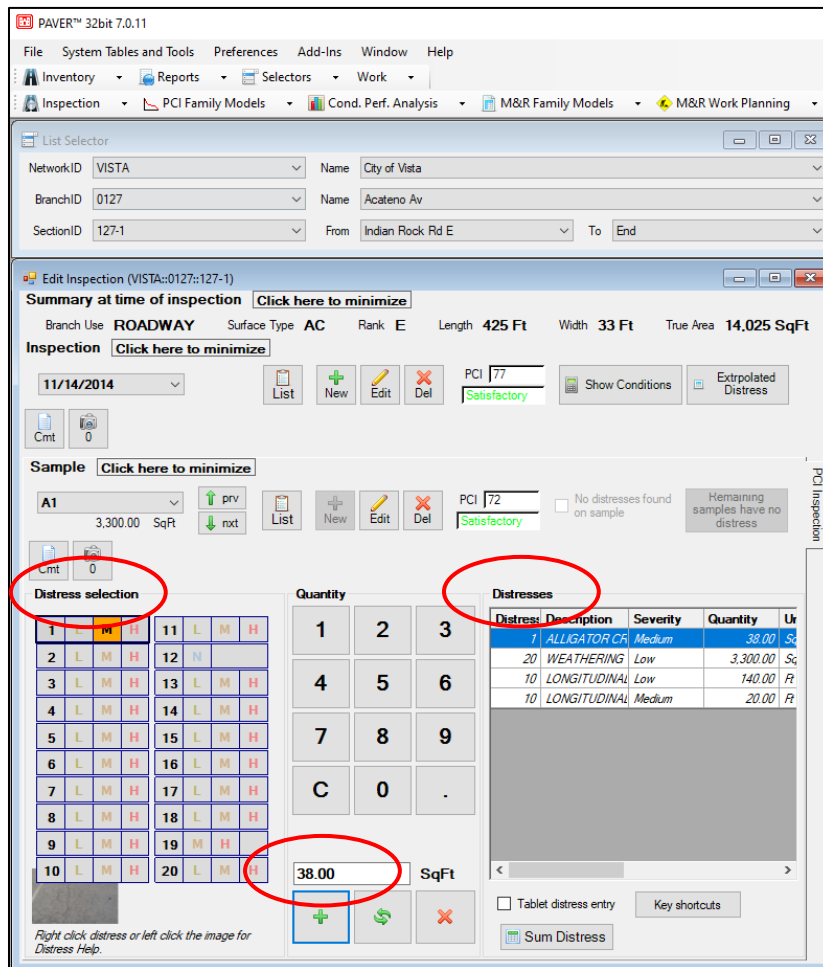 PAVER™ 32bit 7.0.11
File System Tables and Tools Preferences Add-Ins Window Help
Inventory Reports Selectors Work
Inspection PCI Family Models Cond. Perf. Analysis M&R Family Models M&R Work Planning
List Selector
NetworkID VISTA Name City of Vista
BranchID 0127 Name Acateno Av
SectionID 127-1 From Indian Rock Rd E To End
Edit Inspection (VISTA::0127::127-1)
Summary at time of inspection Click here to minimize
Branch Use ROADWAY Surface Type AC Rank E Length 425 Ft Width 33 Ft True Area 14,025 SqFt
Inspection Click here to minimize
11/14/2014 List New Edit Del PCI 77 Satisfactory Show Conditions Extrpolated Distress
Cmt 0
Sample Click here to minimize
A1 prv List New Edit Del PCI 72 Satisfactory No distresses found on sample Remaining samples have no distress
3,300.00 SqFt nxt
Cmt 0
PCI Inspection
Distress selection Quantity Distresses
1 L M H 11 L M H
2 L M H 12 N
3 L M H 13 L M H
4 L M H 14 L M H
5 L M H 15 L M H
6 L M H 16 L M H
7 L M H 17 L M H
8 L M H 18 L M H
9 L M H 19 M H
10 L M H 20 L M H
1 2 3
4 5 6
7 8 9
C 0 .
38.00 SqFt
Distress Description Severity Quantity Ur
1 ALLIGATOR CR Medium 38.00 Sq
20 WEATHERING Low 3,300.00 Sq
10 LONGITUDINAL Low 140.00 Ft
10 LONGITUDINAL Medium 20.00 Ft
Tablet distress entry Key shortcuts
Sum Distress
Right click distress or left click the image for
Distress Help.